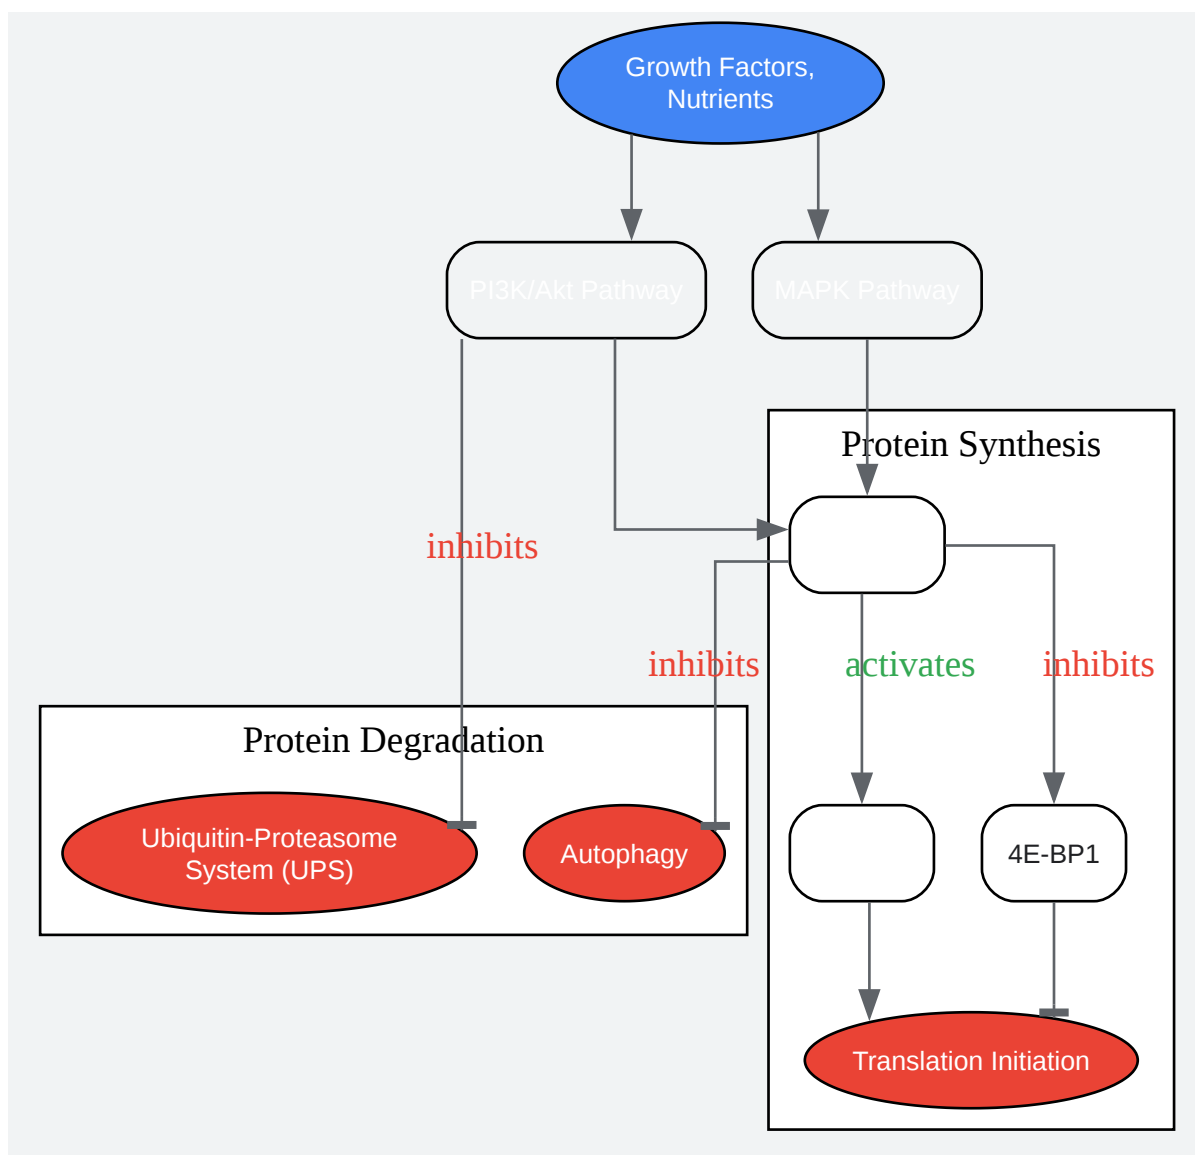 Growth Factors,
Nutrients
PI3K/Akt Pathway
MAPK Pathway
Protein Synthesis
inhibits
inhibits
activates
inhibits
Protein Degradation
Ubiquitin-Proteasome
System (UPS)
Autophagy
4E-BP1
Translation Initiation